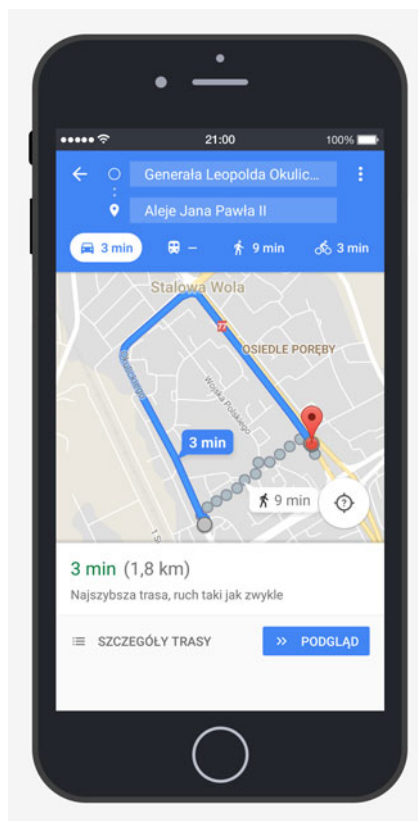 21:00
100%
Generała Leopolda Okulic...
Aleje Jana Pawła II
3 min
–
9 min
3 min
Stalowa Wola
77
OSIEDLE PORĘBY
Okulickiego
Wojska Polskiego
3 min
9 min
3 min (1,8 km)
Najszybsza trasa, ruch taki jak zwykle
SZCZEGÓŁY TRASY
PODGLĄD